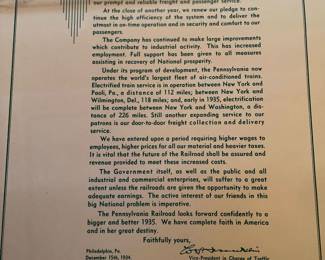 our prompt and reliable freight and passenger service.
At the close of another year, we renew our pledge to con-
tinue the high efficiency of the system and to deliver the
utmost in on-time operation and in security and comfort to our
passengers.
The Company has continued to make large improvements
which contribute to industrial activity. This has increased
employment. Full support has been given to all measures
assisting in recovery of National prosperity.
Under its program of development, the Pennsylvania now
operates the world's largest fleet of air-conditioned trains.
Electrified train service is in operation between New York and
Paoli, Pa., a distance of 112 miles; between New York and
Wilmington, Del., 118 miles; and, early in 1935, electrification
will be complete between New York and Washington, a dis-
tance of 226 miles. Still another expanding service to our
patrons is our door-to-door freight collection and delivery
service.
We have entered upon a period requiring higher wages to
employees, higher prices for all our material and heavier taxes.
It is vital that the future of the Railroad shall be assured and
revenue provided to meet these increased costs.
The Government itself, as well as the public and all
industrial and commercial enterprises, will suffer to a great
extent unless the railroads are given the opportunity to make
adequate earnings. The active interest of our friends in this
big National problem is imperative.
The Pennsylvania Railroad looks forward confidently to a
bigger and better 1935. We have complete faith in America
and in her great destiny.
Faithfully yours,
Philadelphia, Pa.
December 15th, 1934.
Vice-President in Charge of Traffic